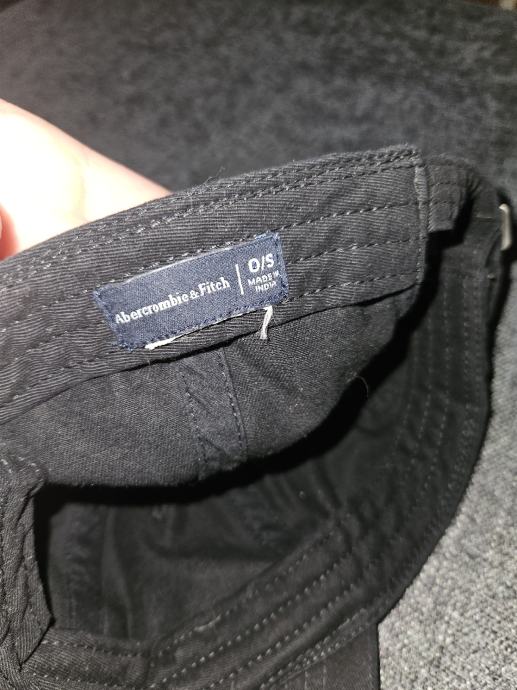 Abercrombie & Fitch | O/S
MADE IN
INDIA